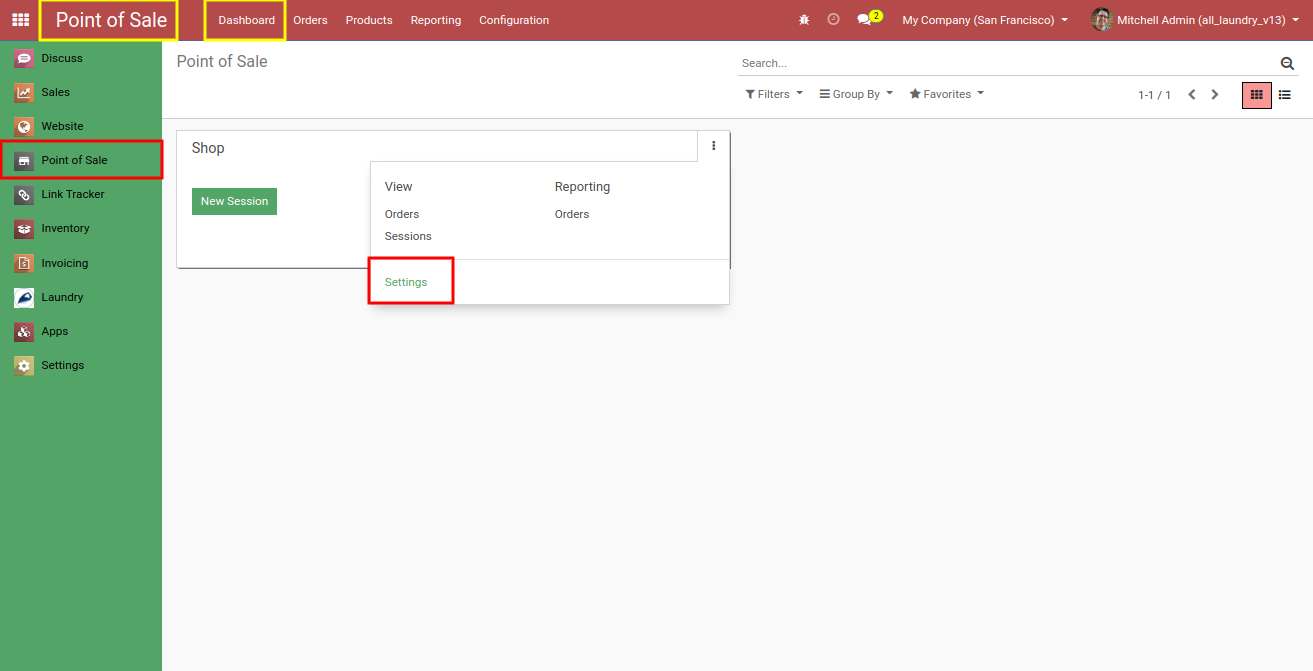 Point of Sale Dashboard Orders Products Reporting Configuration 2 My Company (San Francisco) Mitchell Admin (all_laundry_v13)
Discuss
Sales
Website
Point of Sale
Link Tracker
Inventory
Invoicing
Laundry
Apps
Settings
Point of Sale
Search...
Filters Group By Favorites 1-1 / 1
Shop
New Session
View
Orders
Sessions
Reporting
Orders
Settings